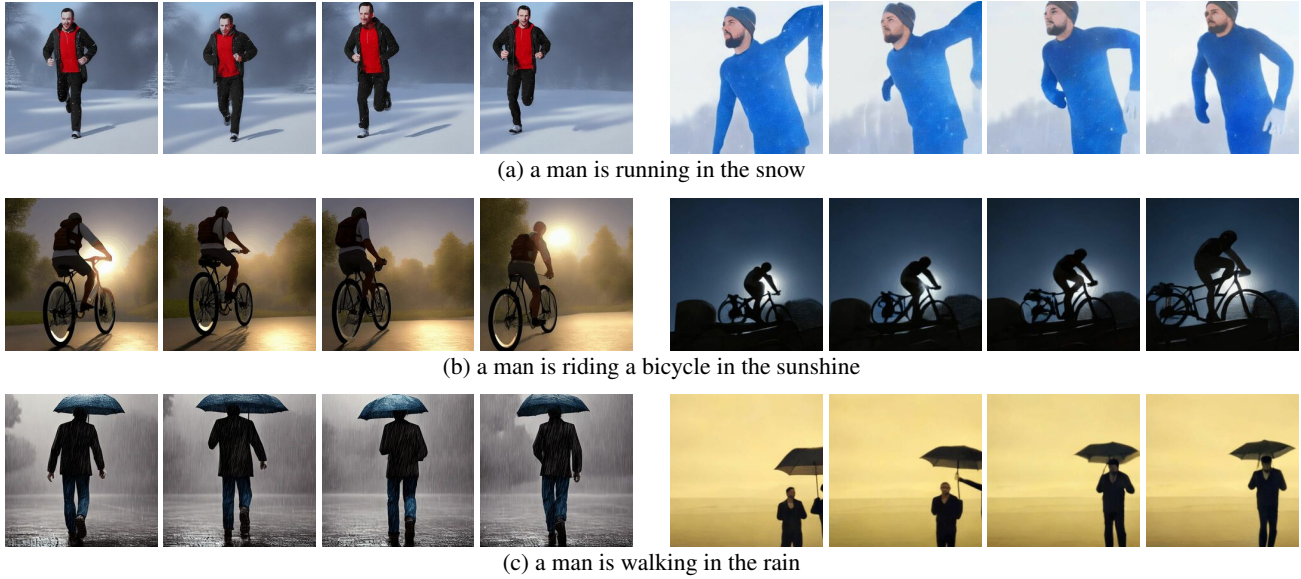 (a) a man is running in the snow
(b) a man is riding a bicycle in the sunshine
(c) a man is walking in the rain